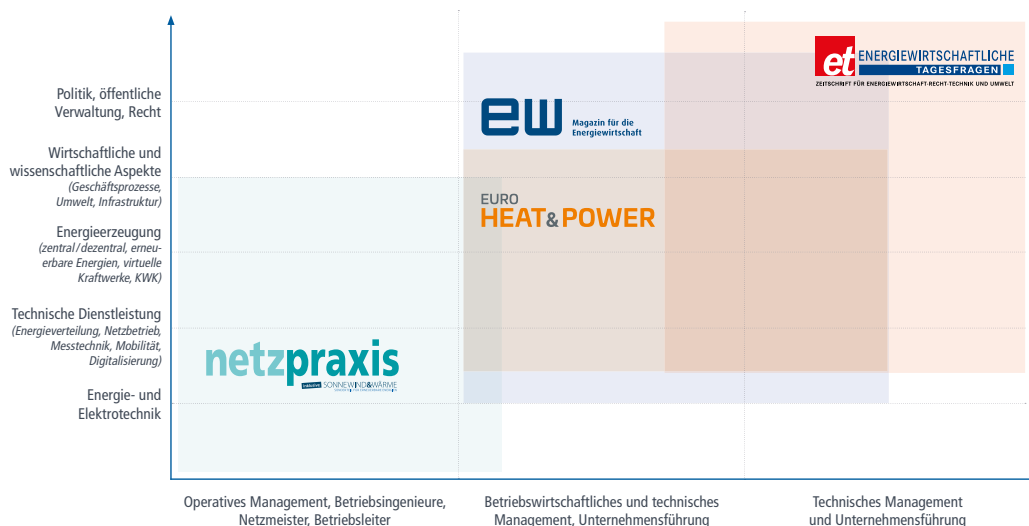 Politik, öffentliche
Verwaltung, Recht
Wirtschaftliche und
wissenschaftliche Aspekte
(Geschäftsprozesse,
Umwelt, Infrastruktur)
Energieerzeugung
(zentral/dezentral, erneu-
erbare Energien, virtuelle
Kraftwerke, KWK)
Technische Dienstleistung
(Energieverteilung, Netzbetrieb,
Messtechnik, Mobilität,
Digitalisierung)
Energie- und
Elektrotechnik
et ENERGIEWIRTSCHAFTLICHE
TAGESFRAGEN
ZEITSCHRIFT FÜR ENERGIEWIRTSCHAFT·RECHT·TECHNIK UND UMWELT
ew Magazin für die
Energiewirtschaft
EURO
HEAT&POWER
netzpraxis
inklusive SONNEWIND&WÄRME
Operatives Management, Betriebsingenieure,
Netzmeister, Betriebsleiter
Betriebswirtschaftliches und technisches
Management, Unternehmensführung
Technisches Management
und Unternehmensführung